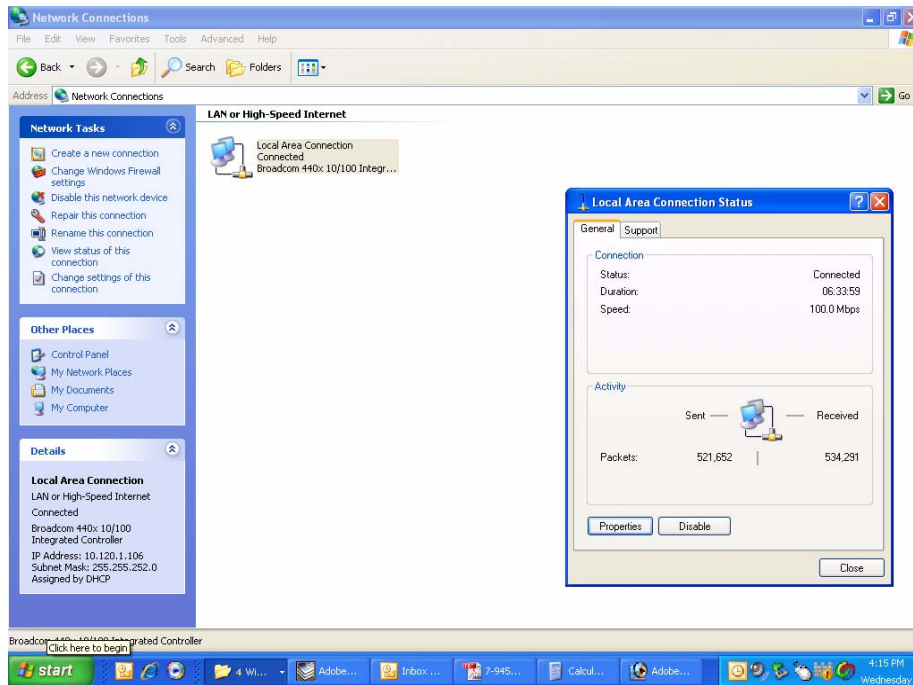 Network Connections
File Edit View Favorites Tools Advanced Help
Back Search Folders
Address Network Connections Go
Network Tasks
Create a new connection
Change Windows Firewall
settings
Disable this network device
Repair this connection
Rename this connection
View status of this
connection
Change settings of this
connection
Other Places
Control Panel
My Network Places
My Documents
My Computer
Details
Local Area Connection
LAN or High-Speed Internet
Connected
Broadcom 440x 10/100
Integrated Controller
IP Address: 10.120.1.106
Subnet Mask: 255.255.252.0
Assigned by DHCP
LAN or High-Speed Internet
Local Area Connection
Connected
Broadcom 440x 10/100 Integr...
Local Area Connection Status
General Support
Connection
Status: Connected
Duration: 06:33:59
Speed: 100.0 Mbps
Activity
Sent Received
Packets: 521,652 534,291
Properties Disable
Close
Integrated Controller
Click here to begin
start 4 Wi... Adobe... Inbox ... 7-945... Calcul... Adobe... 4:15 PM
Wednesday